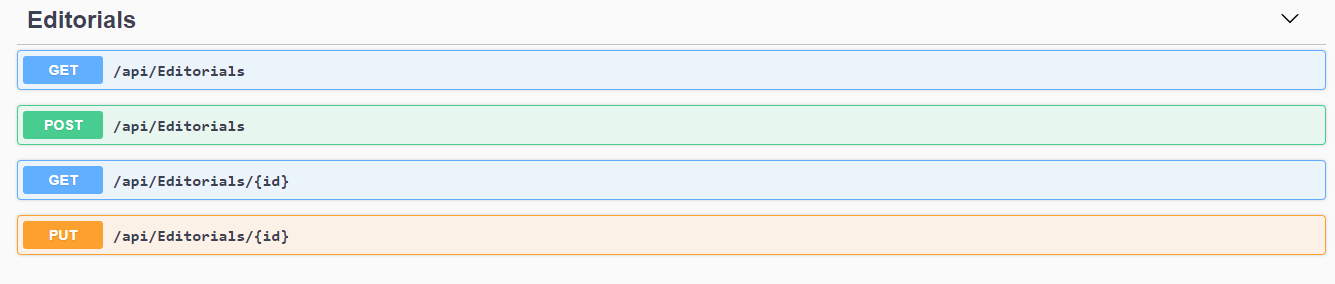 Editorials
GET /api/Editorials
POST /api/Editorials
GET /api/Editorials/{id}
PUT /api/Editorials/{id}